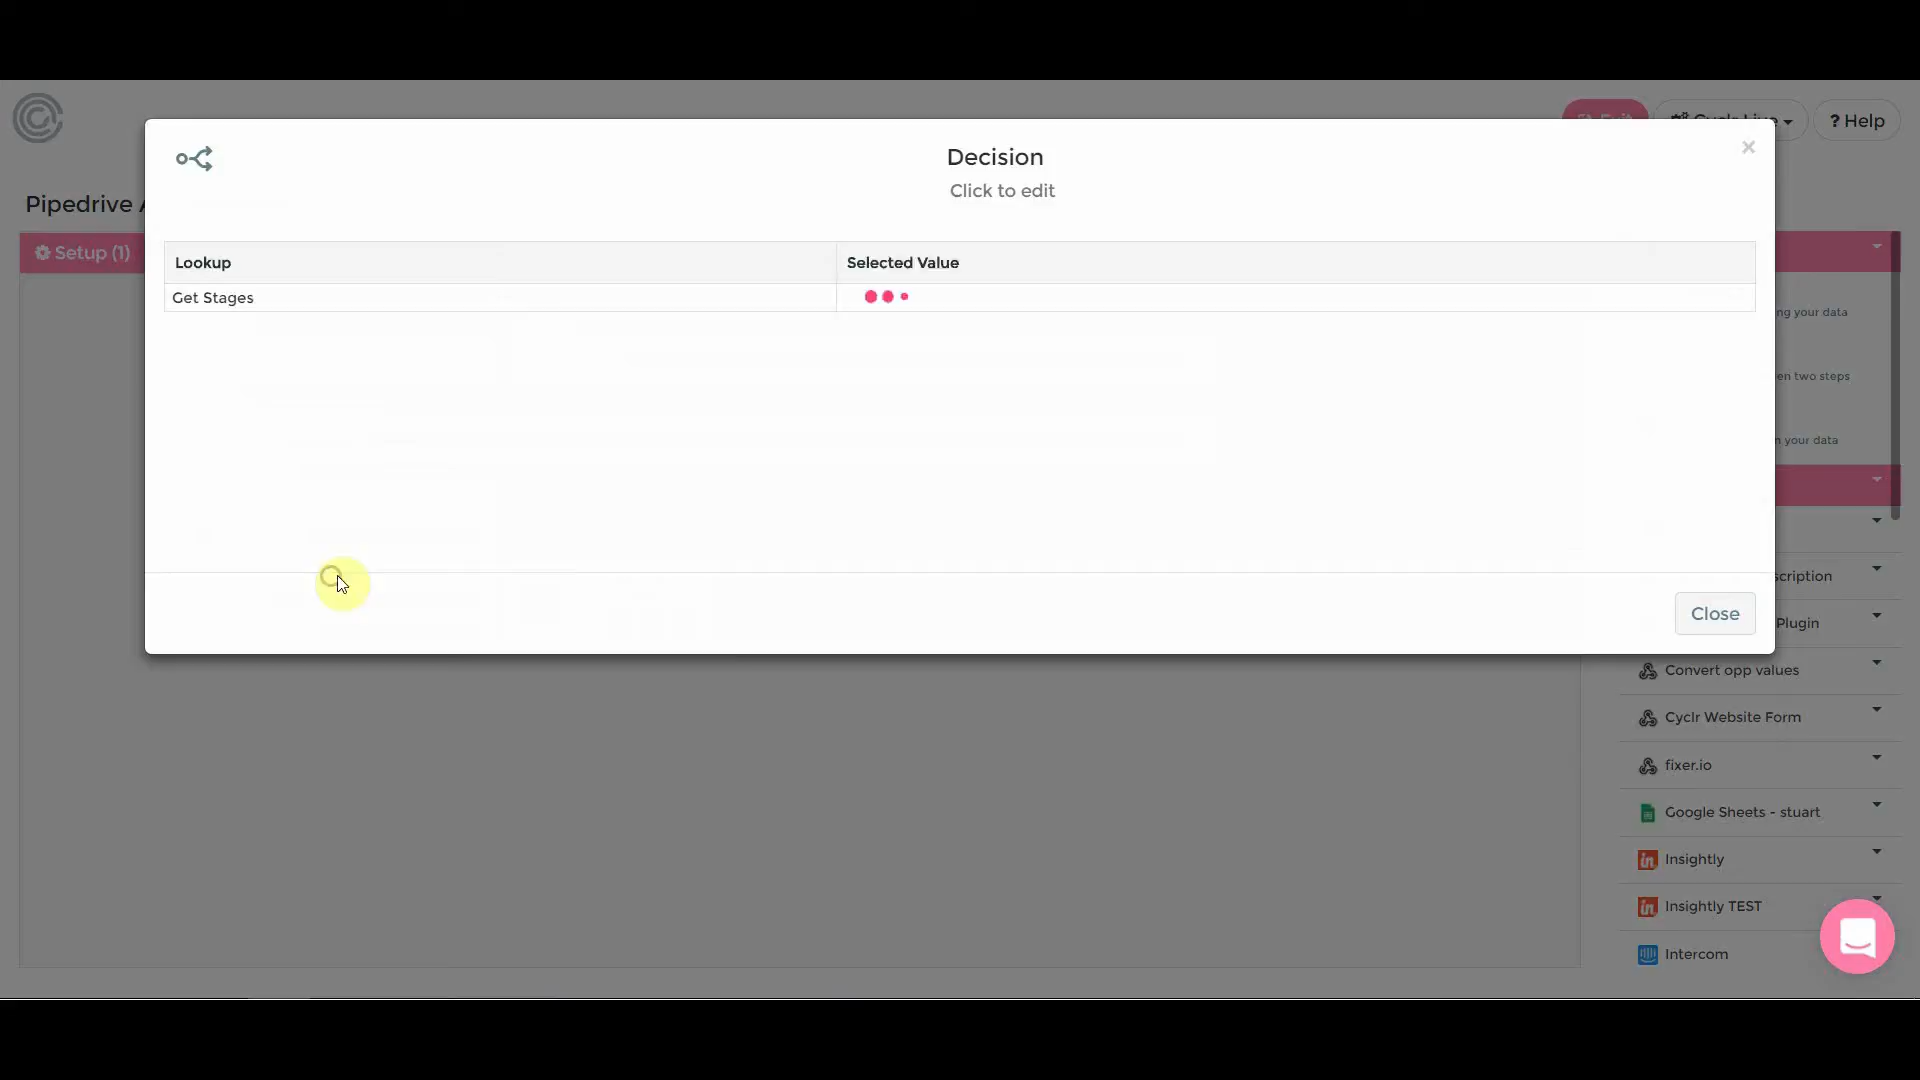 ? Help
Decision
Click to edit
Pipedrive
Setup (1)
Lookup
Selected Value
Get Stages
ng your data
en two steps
n your data
Close
scription
Plugin
Convert opp values
Cyclr Website Form
fixer.io
Google Sheets - stuart
Insightly
Insightly TEST
Intercom